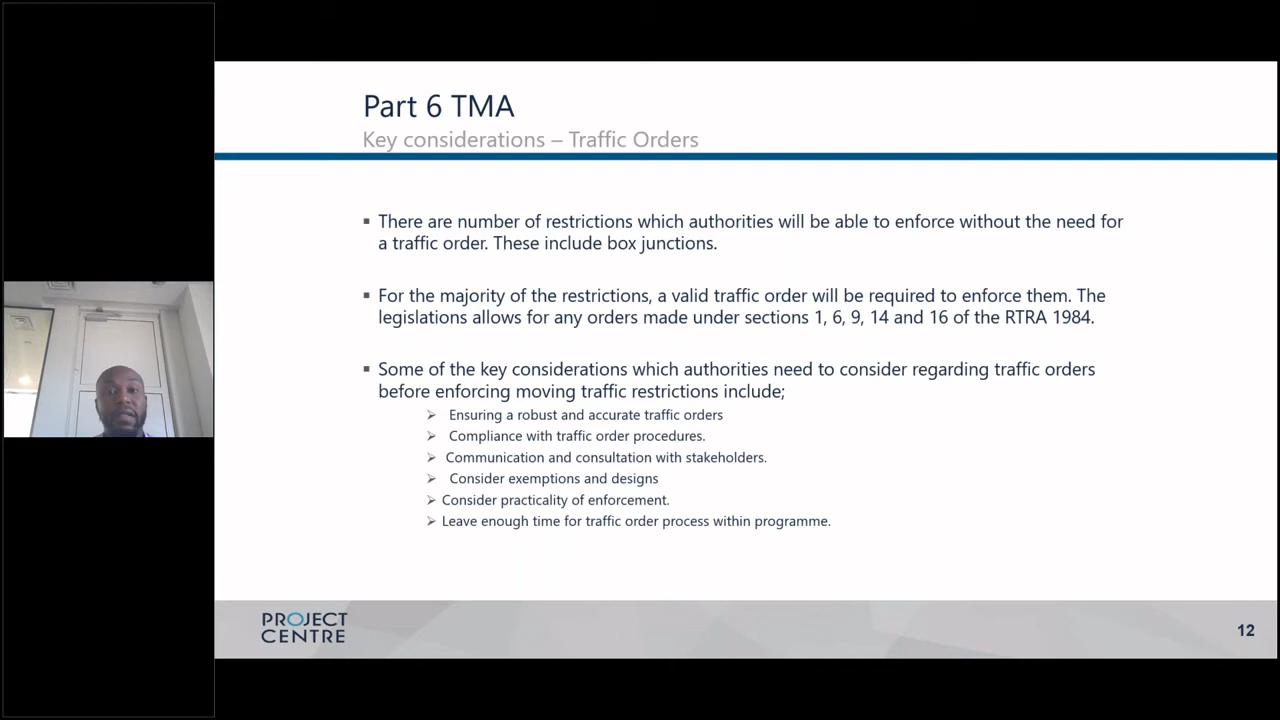 Part 6 TMA
Key considerations – Traffic Orders
▪ There are number of restrictions which authorities will be able to enforce without the need for
a traffic order. These include box junctions.
▪ For the majority of the restrictions, a valid traffic order will be required to enforce them. The
legislations allows for any orders made under sections 1, 6, 9, 14 and 16 of the RTRA 1984.
▪ Some of the key considerations which authorities need to consider regarding traffic orders
before enforcing moving traffic restrictions include;
➢ Ensuring a robust and accurate traffic orders
➢ Compliance with traffic order procedures.
➢ Communication and consultation with stakeholders.
➢ Consider exemptions and designs
➢ Consider practicality of enforcement.
➢ Leave enough time for traffic order process within programme.
PROJECT
CENTRE
12